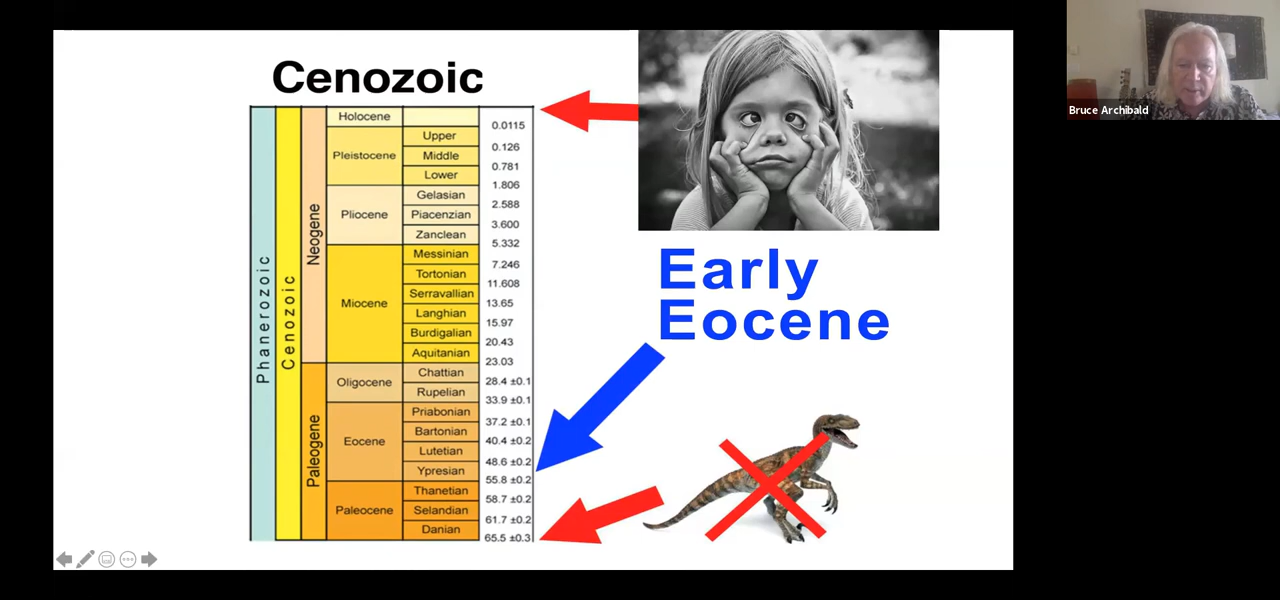 Cenozoic
Phanerozoic
Cenozoic
Neogene
Paleogene
Holocene
0.0115
Upper
0.126
Pleistocene
Middle
0.781
Lower
1.806
Gelasian
2.588
Pliocene
Piacenzian
3.600
Zanclean
5.332
Messinian
7.246
Tortonian
11.608
Serravallian
13.65
Miocene
Langhian
15.97
Burdigalian
20.43
Aquitanian
23.03
Chattian
28.4 ±0.1
Oligocene
Rupelian
33.9 ±0.1
Priabonian
37.2 ±0.1
Bartonian
40.4 ±0.2
Eocene
Lutetian
48.6 ±0.2
Ypresian
55.8 ±0.2
Thanetian
58.7 ±0.2
Paleocene
Selandian
61.7 ±0.2
Danian
65.5 ±0.3
Early
Eocene
Bruce Archibald